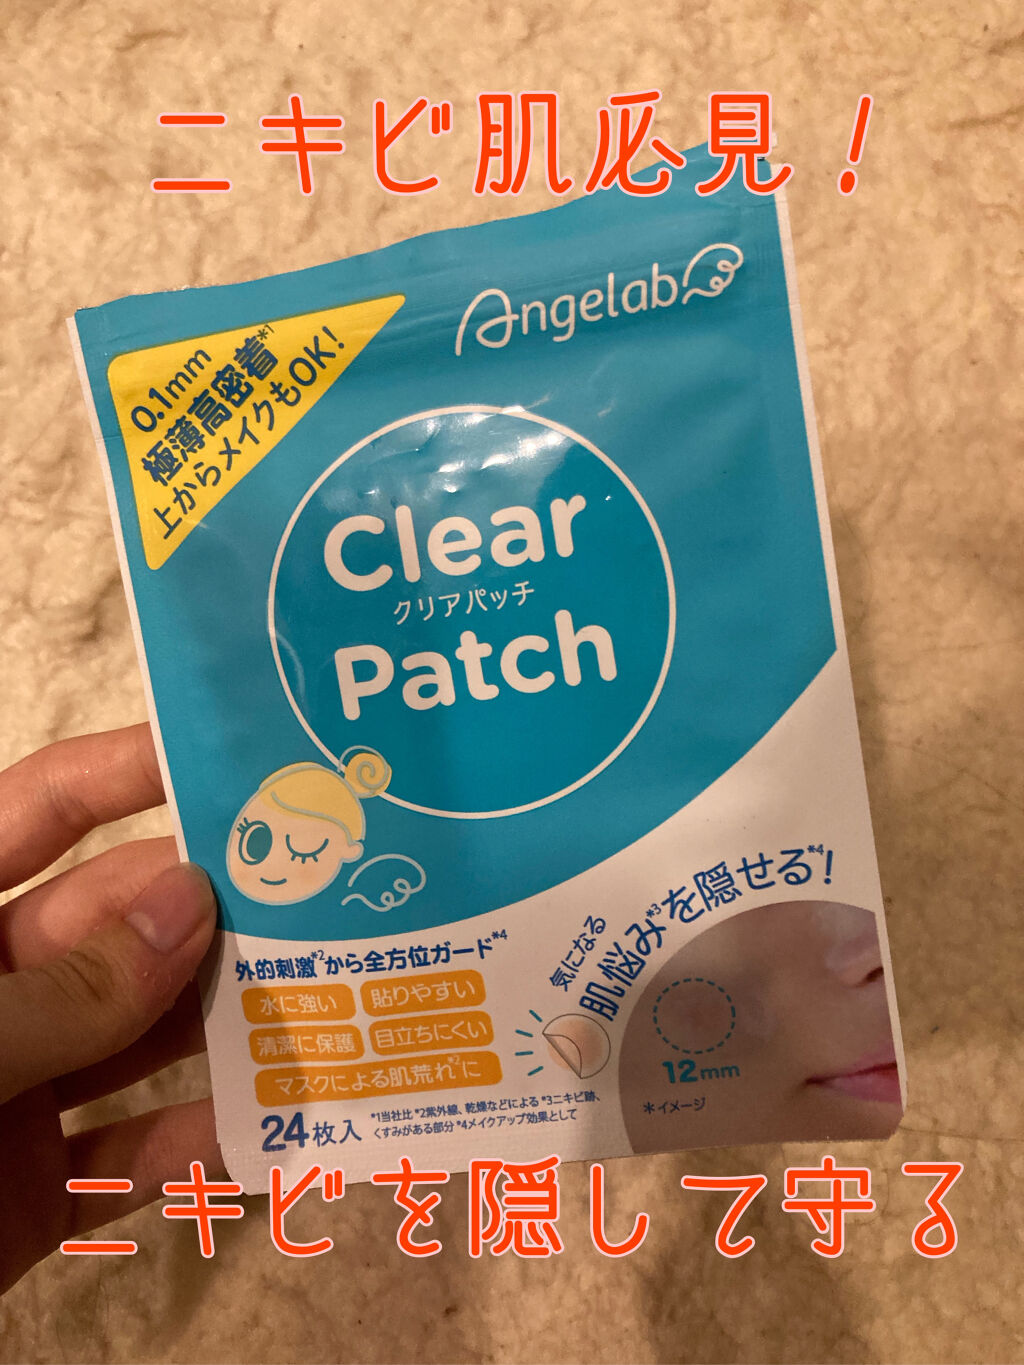 ニキビ肌必見！
Angelab
0.1mm
極薄高密着*1
上からメイクもOK!
Clear
クリアパッチ
Patch
気になる
肌悩み*3を隠せる*4!
外的刺激*2から全方位ガード*4
水に強い
貼りやすい
清潔に保護
目立ちにくい
マスクによる肌荒れ*2に
12mm
＊イメージ
24枚入
*1当社比 *2紫外線、乾燥などによる *3ニキビ跡、
くすみがある部分 *4メイクアップ効果として
ニキビを隠して守る